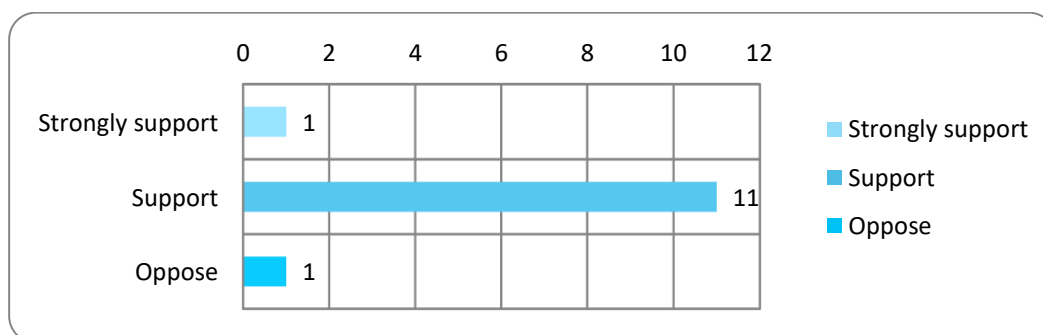 0 2 4 6 8 10 12
Strongly support 1
Support 11
Oppose 1
Strongly support
Support
Oppose